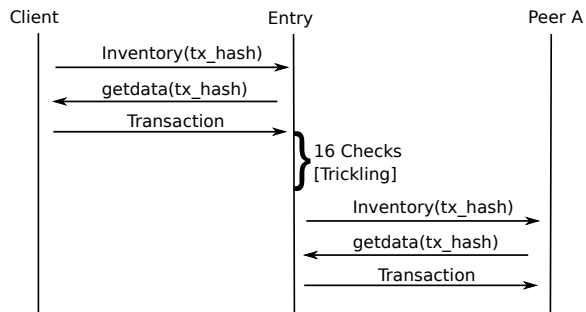 Client
Entry
Peer A
Inventory(tx_hash)
getdata(tx_hash)
Transaction
16 Checks
[Trickling]
Inventory(tx_hash)
getdata(tx_hash)
Transaction